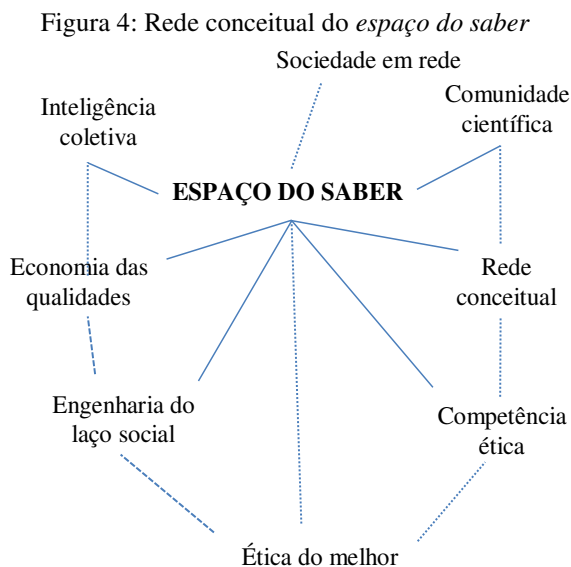 Figura 4: Rede conceitual do espaço do saber
Sociedade em rede
Inteligência
coletiva
Comunidade
científica
ESPAÇO DO SABER
Economia das
qualidades
Rede
conceitual
Engenharia do
laço social
Competência
ética
Ética do melhor